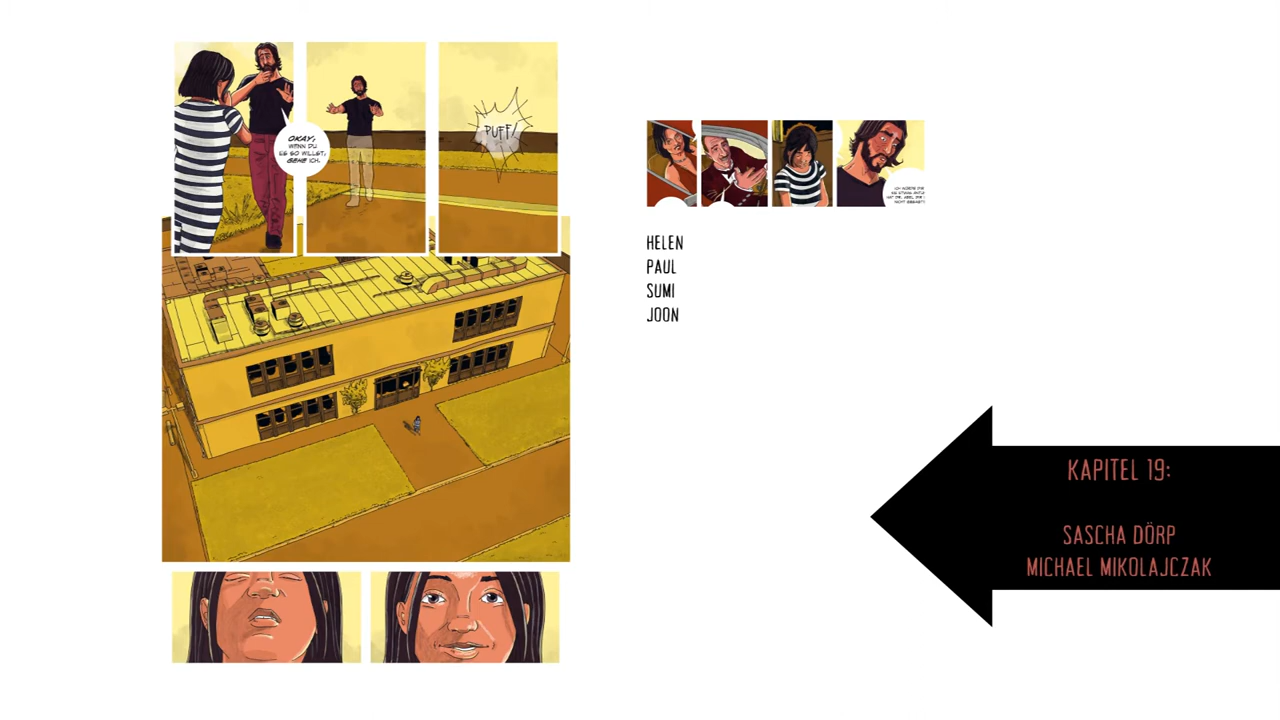 OKAY,
WENN DU
ES SO WILLST,
GEHE ICH.
PUFF!
HELEN
PAUL
SUMI
JOON
KAPITEL 19:
SASCHA DÖRP
MICHAEL MIKOLAJCZAK